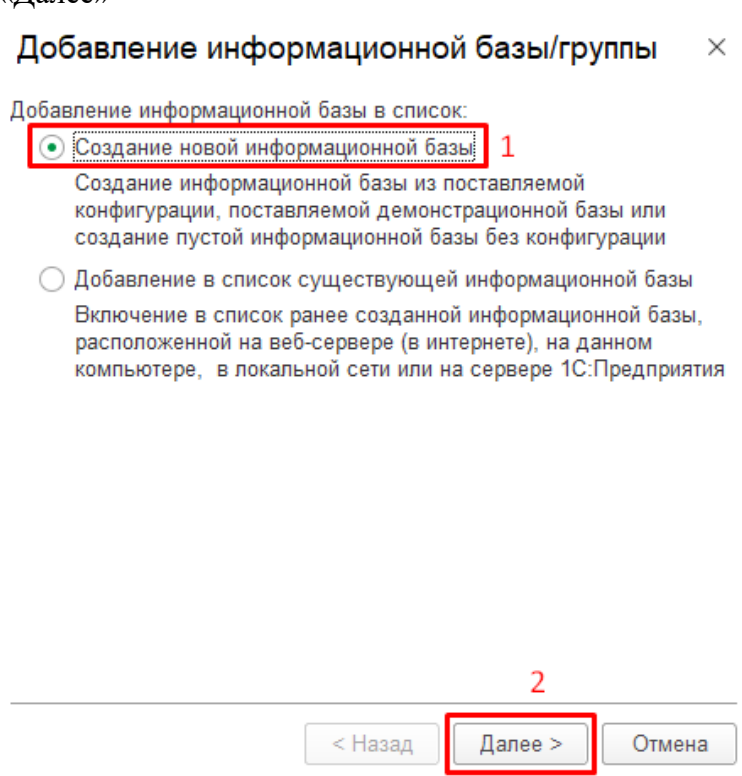 «Далее»
Добавление информационной базы/группы
Добавление информационной базы в список:
Создание новой информационной базы 1
Создание информационной базы из поставляемой
конфигурации, поставляемой демонстрационной базы или
создание пустой информационной базы без конфигурации
Добавление в список существующей информационной базы
Включение в список ранее созданной информационной базы,
расположенной на веб-сервере (в интернете), на данном
компьютере, в локальной сети или на сервере 1С:Предприятия
2
< Назад Далее > Отмена